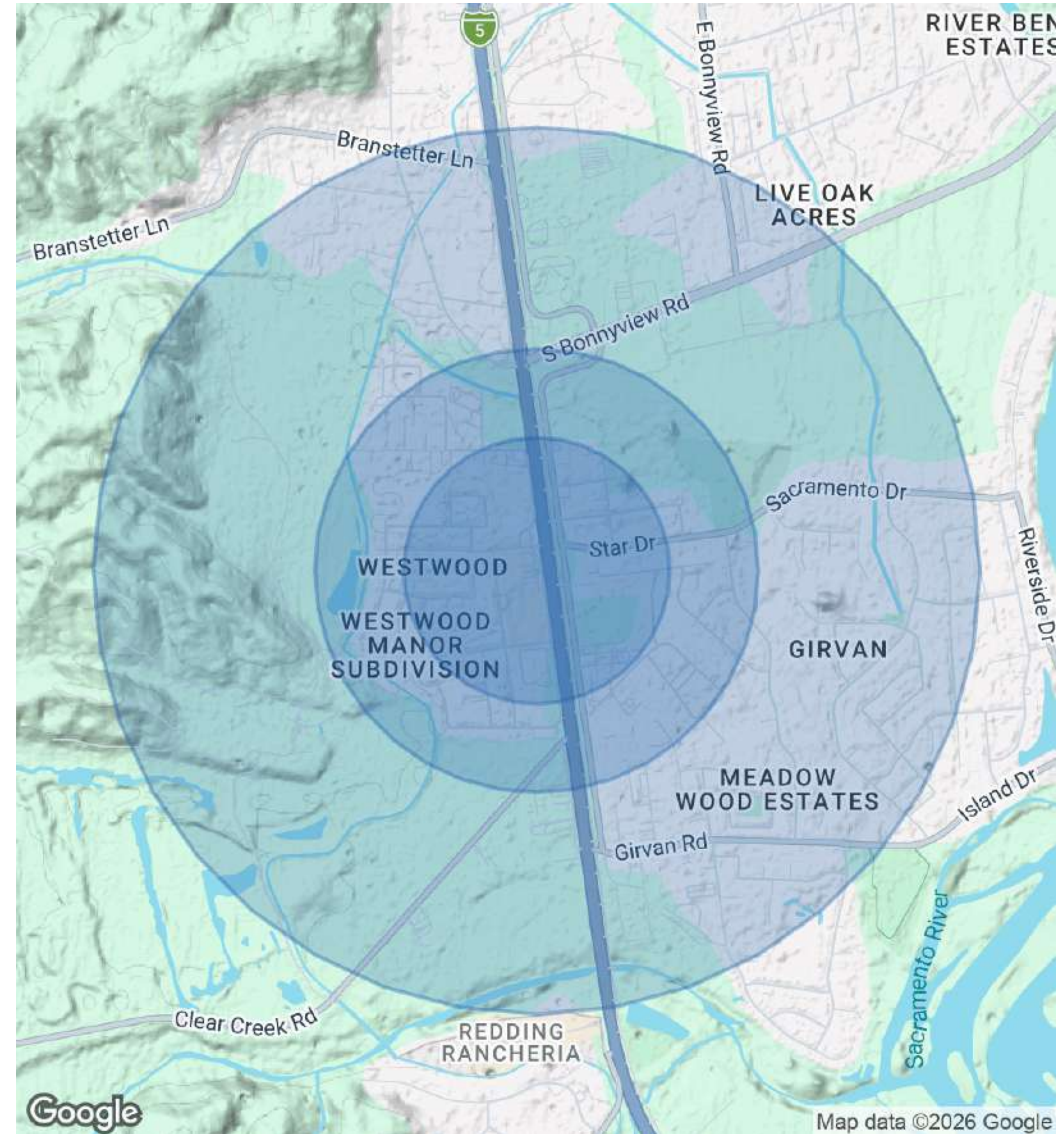 5
RIVER BEN
ESTATES
E Bonnyview Rd
Branstetter Ln
LIVE OAK
ACRES
Branstetter Ln
S Bonnyview Rd
Sacramento Dr
Star Dr
Riverside Dr
WESTWOOD
WESTWOOD
MANOR
SUBDIVISION
GIRVAN
MEADOW
WOOD ESTATES
Island Dr
Girvan Rd
Sacramento River
Clear Creek Rd
REDDING
RANCHERIA
Google
Map data ©2026 Google